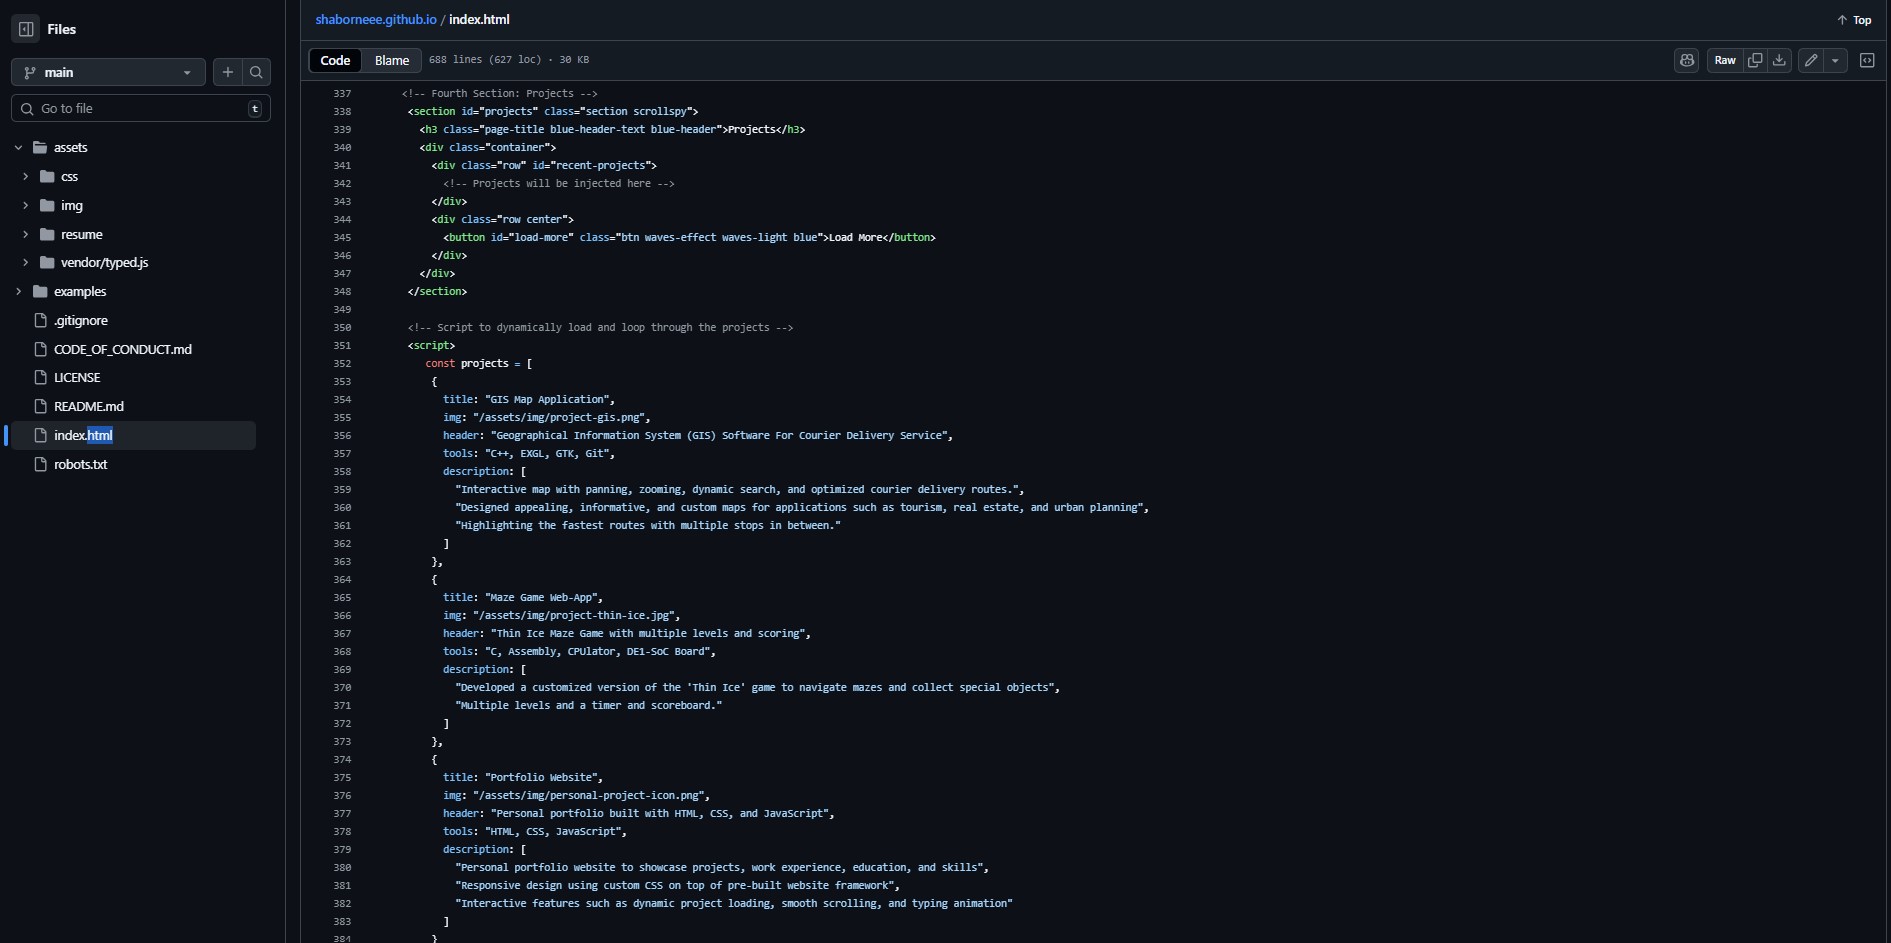 Files
main
Go to file
t
assets
css
img
resume
vendor/typed.js
examples
.gitignore
CODE_OF_CONDUCT.md
LICENSE
README.md
index.html
robots.txt
shaborneee.github.io / index.html
Top
Code Blame 688 lines (627 loc) · 30 KB
Raw
337 <!-- Fourth Section: Projects -->
338 <section id="projects" class="section scrollspy">
339 <h3 class="page-title blue-header-text blue-header">Projects</h3>
340 <div class="container">
341 <div class="row" id="recent-projects">
342 <!-- Projects will be injected here -->
343 </div>
344 <div class="row center">
345 <button id="load-more" class="btn waves-effect waves-light blue">Load More</button>
346 </div>
347 </div>
348 </section>
349
350 <!-- Script to dynamically load and loop through the projects -->
351 <script>
352 const projects = [
353 {
354 title: "GIS Map Application",
355 img: "/assets/img/project-gis.png",
356 header: "Geographical Information System (GIS) Software For Courier Delivery Service",
357 tools: "C++, EXGL, GTK, Git",
358 description: [
359 "Interactive map with panning, zooming, dynamic search, and optimized courier delivery routes.",
360 "Designed appealing, informative, and custom maps for applications such as tourism, real estate, and urban planning",
361 "Highlighting the fastest routes with multiple stops in between."
362 ]
363 },
364 {
365 title: "Maze Game Web-App",
366 img: "/assets/img/project-thin-ice.jpg",
367 header: "Thin Ice Maze Game with multiple levels and scoring",
368 tools: "C, Assembly, CPUlator, DE1-SoC Board",
369 description: [
370 "Developed a customized version of the 'Thin Ice' game to navigate mazes and collect special objects",
371 "Multiple levels and a timer and scoreboard."
372 ]
373 },
374 {
375 title: "Portfolio Website",
376 img: "/assets/img/personal-project-icon.png",
377 header: "Personal portfolio built with HTML, CSS, and JavaScript",
378 tools: "HTML, CSS, JavaScript",
379 description: [
380 "Personal portfolio website to showcase projects, work experience, education, and skills",
381 "Responsive design using custom CSS on top of pre-built website framework",
382 "Interactive features such as dynamic project loading, smooth scrolling, and typing animation"
383 ]
384 }